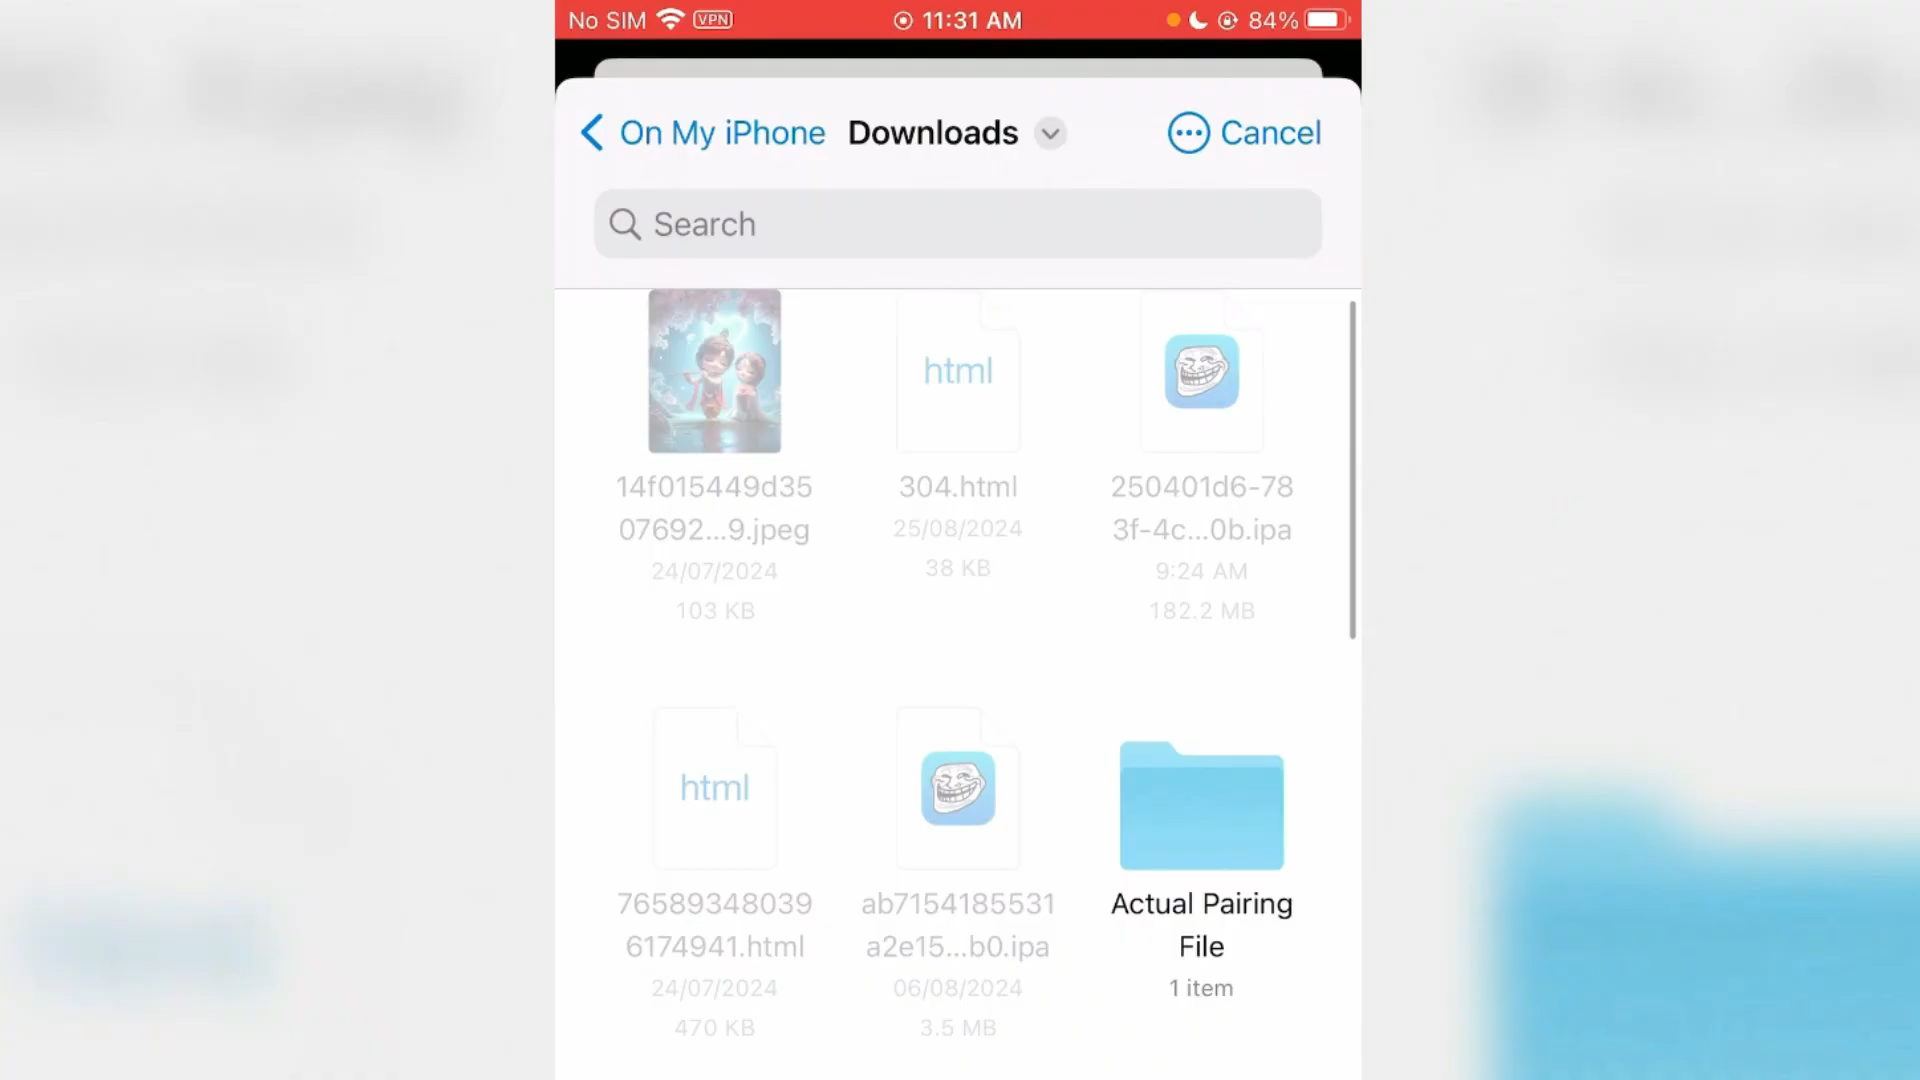 No SIM VPN 11:31 AM 84%
On My iPhone Downloads Cancel
Search
html
14f015449d35
07692...9.jpeg
24/07/2024
103 KB
304.html
25/08/2024
38 KB
250401d6-78
3f-4c...0b.ipa
9:24 AM
182.2 MB
html
76589348039
6174941.html
24/07/2024
470 KB
ab7154185531
a2e15...b0.ipa
06/08/2024
3.5 MB
Actual Pairing
File
1 item